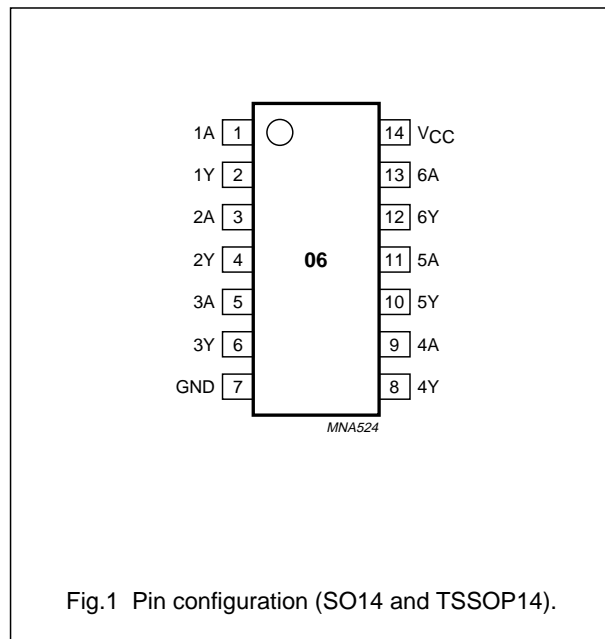 1A 1 14 VCC
1Y 2 13 6A
2A 3 12 6Y
2Y 4 06 11 5A
3A 5 10 5Y
3Y 6 9 4A
GND 7 8 4Y
MNA524
Fig.1 Pin configuration (SO14 and TSSOP14).